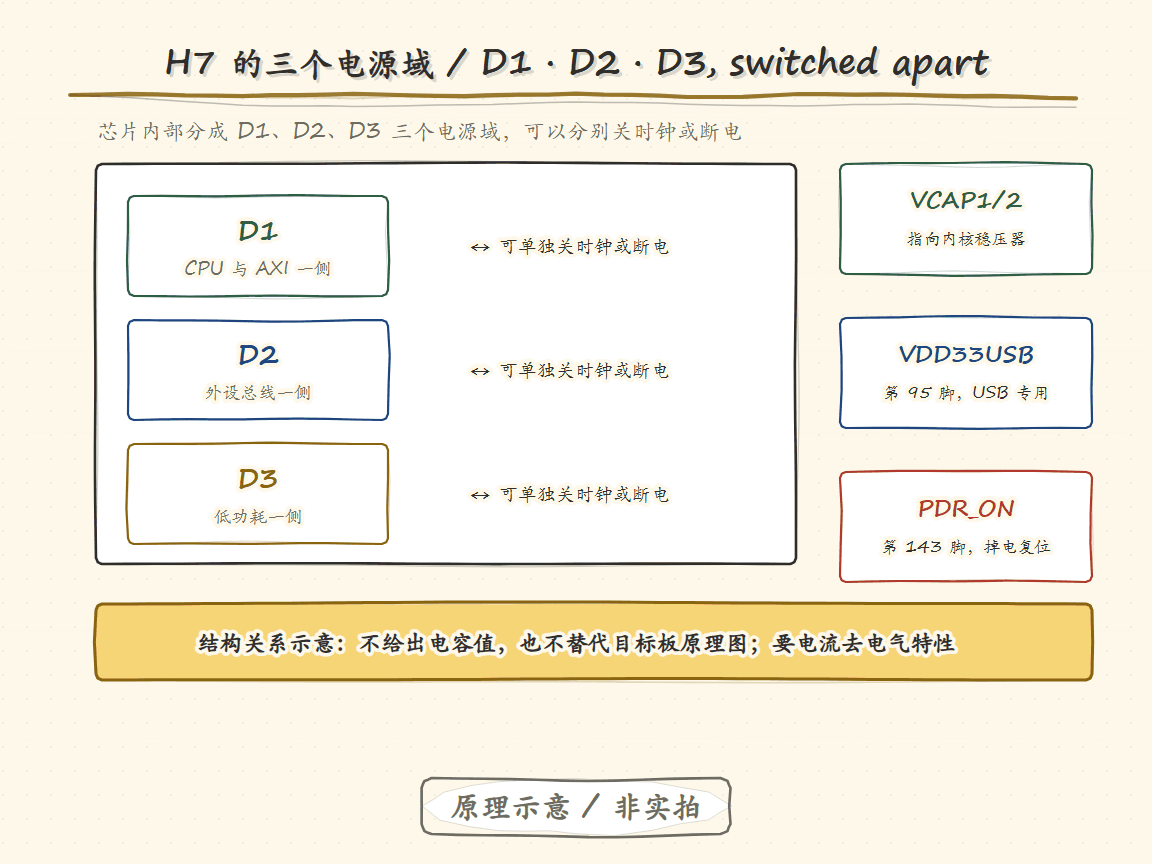 H7 的三个电源域 / D1 · D2 · D3, switched apart
芯片内部分成 D1、D2、D3 三个电源域，可以分别关时钟或断电
D1
CPU 与 AXI 一侧
↔ 可单独关时钟或断电
D2
外设总线一侧
↔ 可单独关时钟或断电
D3
低功耗一侧
↔ 可单独关时钟或断电
VCAP1/2
指向内核稳压器
VDD33USB
第 95 脚，USB 专用
PDR_ON
第 143 脚，掉电复位
结构关系示意：不给出电容值，也不替代目标板原理图；要电流去电气特性
原理示意 / 非实拍